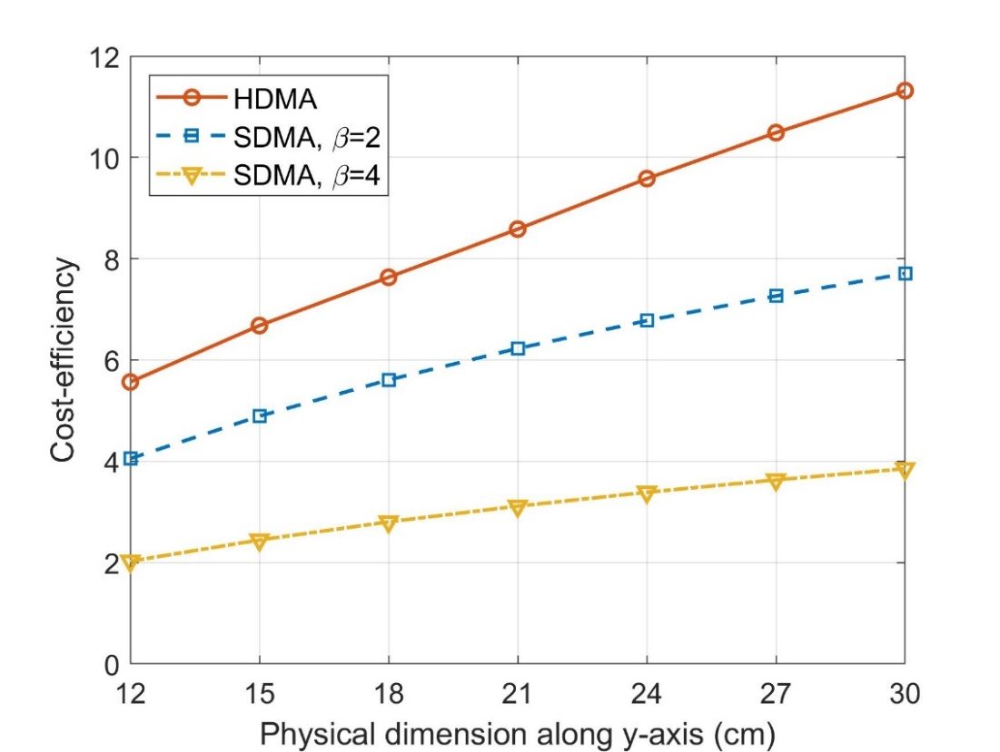 12
10
8
6
4
2
0
HDMA
SDMA, β=2
SDMA, β=4
Cost-efficiency
12 15 18 21 24 27 30
Physical dimension along y-axis (cm)